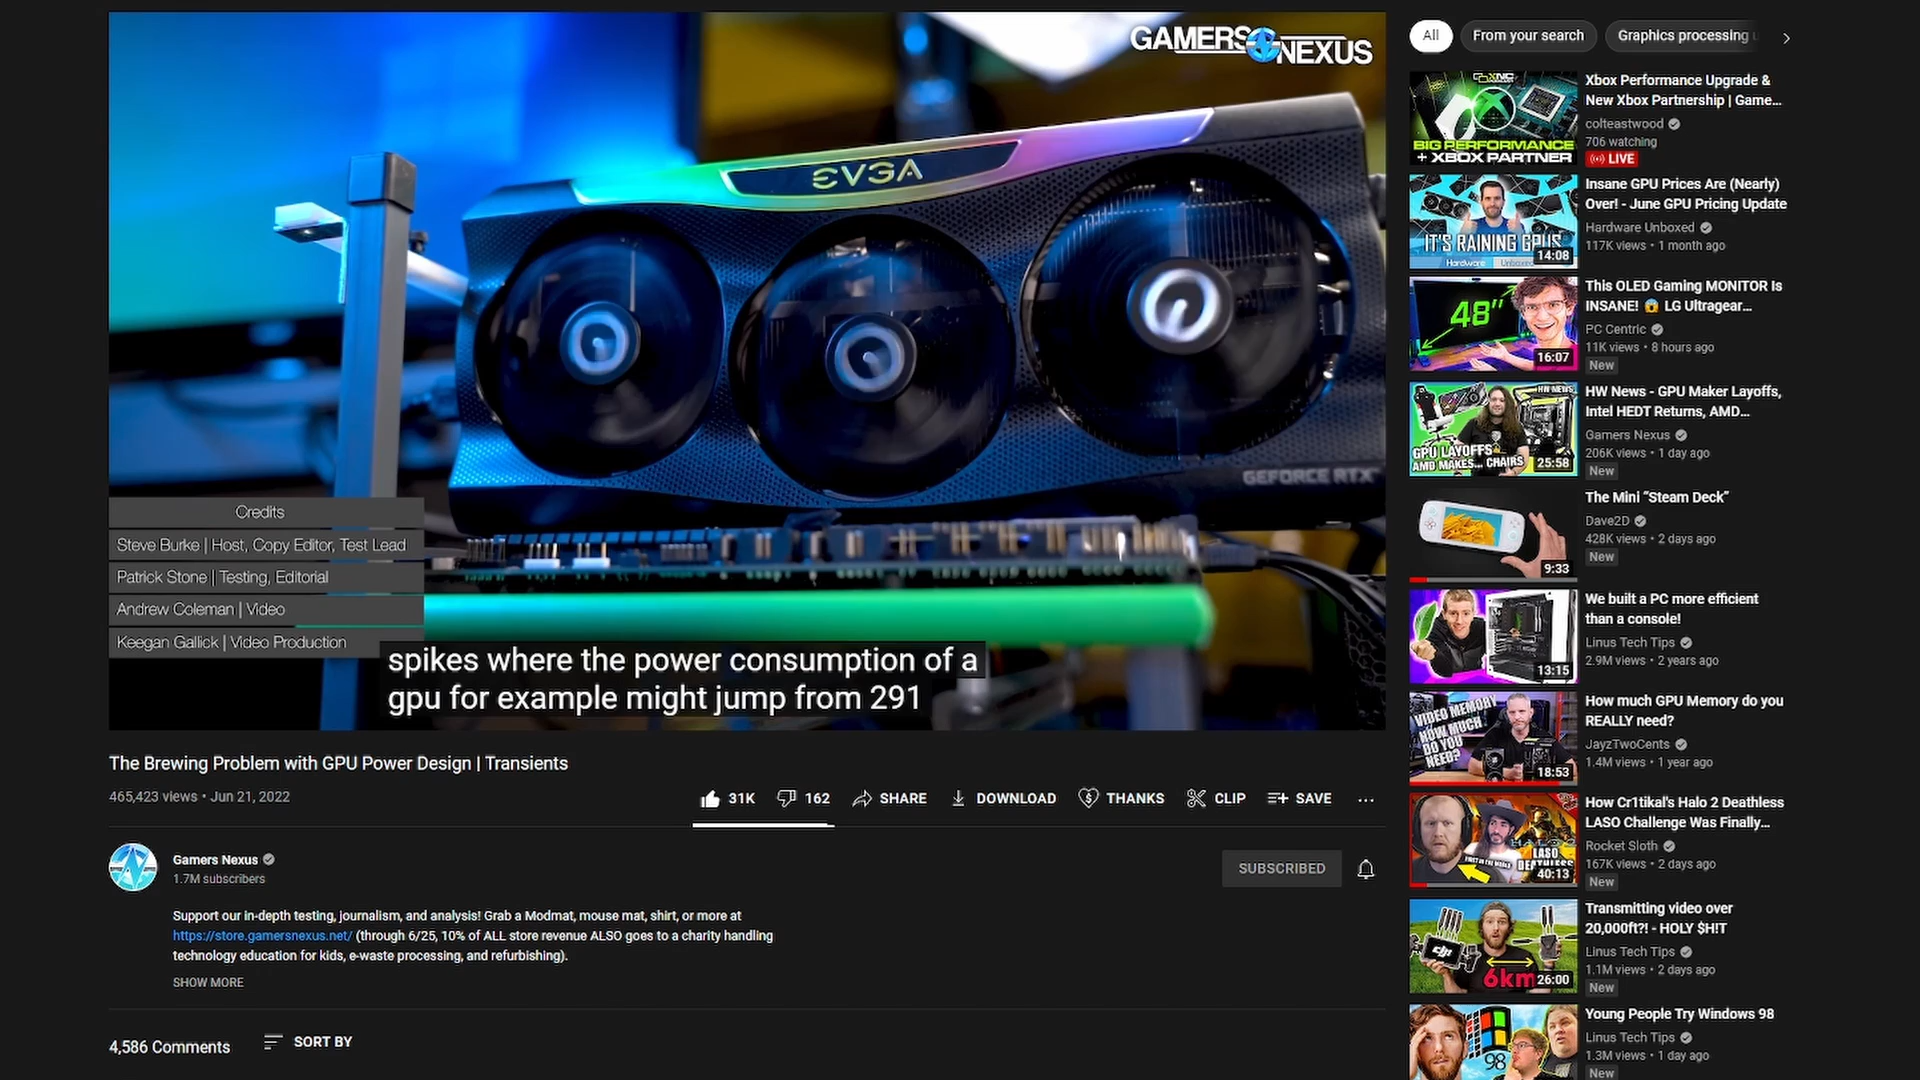 GAMERS NEXUS
EVGA
GEFORCE RTX
Credits
Steve Burke | Host, Copy Editor, Test Lead
Patrick Stone | Testing, Editorial
Andrew Coleman | Video
Keegan Gallick | Video Production
spikes where the power consumption of a
gpu for example might jump from 291
The Brewing Problem with GPU Power Design | Transients
465,423 views • Jun 21, 2022
31K
162
SHARE
DOWNLOAD
THANKS
CLIP
SAVE
Gamers Nexus
1.7M subscribers
SUBSCRIBED
Support our in-depth testing, journalism, and analysis! Grab a Modmat, mouse mat, shirt, or more at
https://store.gamersnexus.net/ (through 6/25, 10% of ALL store revenue ALSO goes to a charity handling
technology education for kids, e-waste processing, and refurbishing).
SHOW MORE
4,586 Comments
SORT BY
All
From your search
Graphics processing
BIG PERFORMANCE
+ XBOX PARTNER
Xbox Performance Upgrade &
New Xbox Partnership | Game...
colteastwood
706 watching
LIVE
IT'S RAINING GPUS
Hardware Unboxed
14:08
Insane GPU Prices Are (Nearly)
Over! - June GPU Pricing Update
Hardware Unboxed
117K views • 1 month ago
48"
16:07
This OLED Gaming MONITOR Is
INSANE! 😱 LG Ultragear...
PC Centric
11K views • 8 hours ago
New
HW NEWS
GPU LAYOFFS
AMD MAKES... CHAIRS
25:58
HW News - GPU Maker Layoffs,
Intel HEDT Returns, AMD...
Gamers Nexus
206K views • 1 day ago
New
9:33
The Mini “Steam Deck”
Dave2D
428K views • 2 days ago
New
13:15
We built a PC more efficient
than a console!
Linus Tech Tips
2.9M views • 2 years ago
VIDEO MEMORY
HOW MUCH
DO YOU
NEED?
18:53
How much GPU Memory do you
REALLY need?
JayzTwoCents
1.4M views • 1 year ago
HALO 2
FIRST IN THE WORLD
LASO
DEATHLESS
40:13
How Cr1tikal's Halo 2 Deathless
LASO Challenge Was Finally...
Rocket Sloth
167K views • 2 days ago
New
dji
6km
26:00
Transmitting video over
20,000ft?! - HOLY $H!T
Linus Tech Tips
1.1M views • 2 days ago
New
98
Young People Try Windows 98
Linus Tech Tips
1.3M views • 1 day ago
New